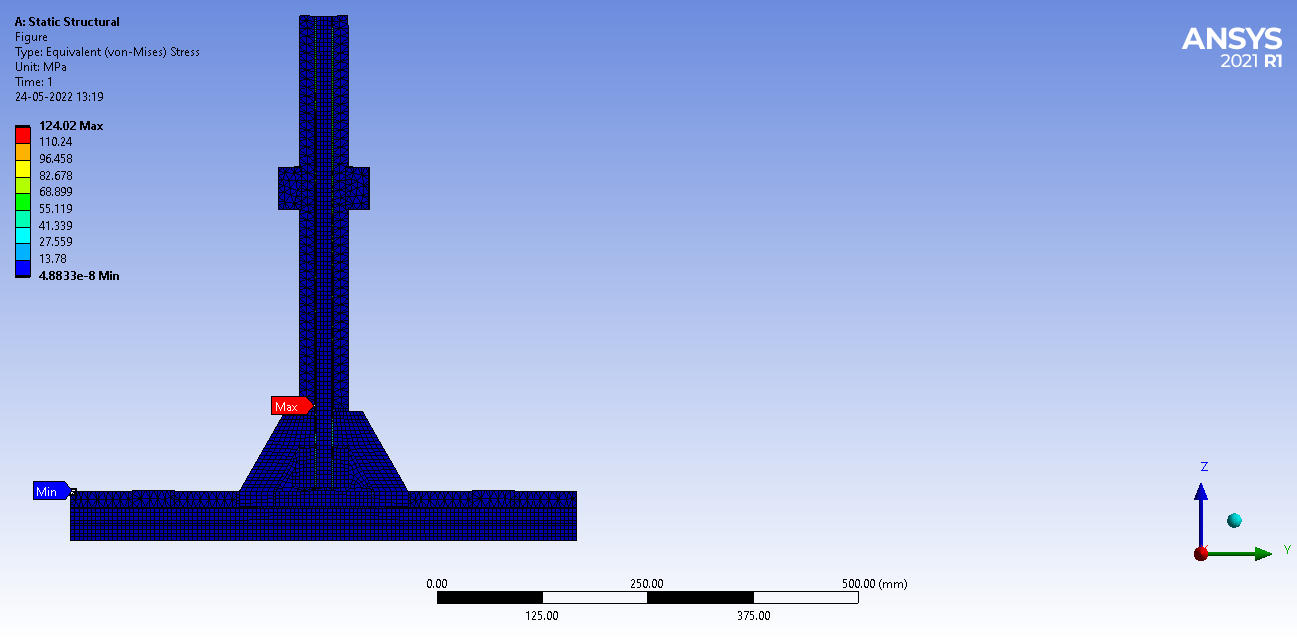 A: Static Structural
Figure
Type: Equivalent (von-Mises) Stress
Unit: MPa
Time: 1
24-05-2022 13:19
ANSYS
2021 R1
124.02 Max
110.24
96.458
82.678
68.899
55.119
41.339
27.559
13.78
4.8833e-8 Min
Max
Min
Z
Y
0.00 250.00 500.00 (mm)
125.00 375.00